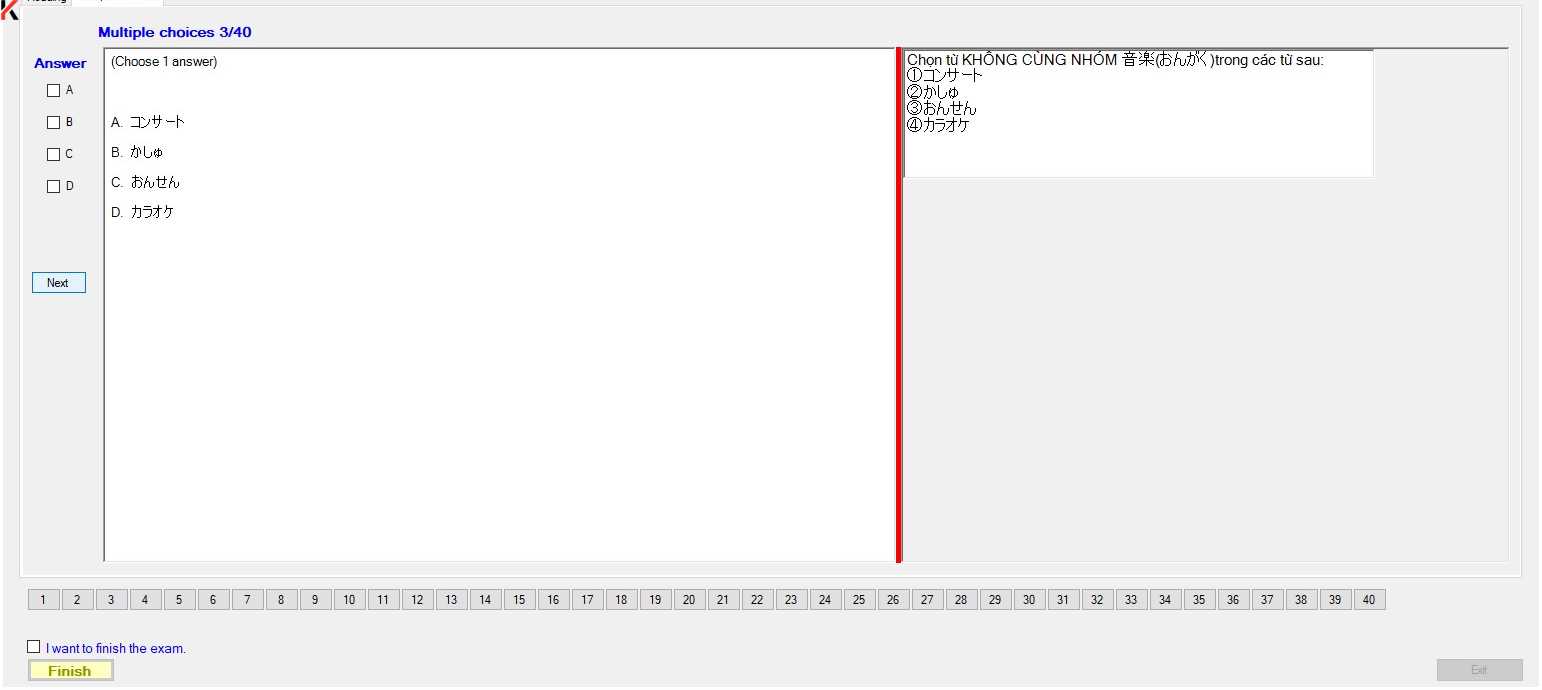 Multiple choices 3/40
Answer
A
B
C
D
Next
(Choose 1 answer)
A. コンサート
B. かしゅ
C. おんせん
D. カラオケ
Chọn từ KHÔNG CÙNG NHÓM 音楽(おんがく)trong các từ sau:
①コンサート
②かしゅ
③おんせん
④カラオケ
1 2 3 4 5 6 7 8 9 10 11 12 13 14 15 16 17 18 19 20 21 22 23 24 25 26 27 28 29 30 31 32 33 34 35 36 37 38 39 40
I want to finish the exam.
Finish
Exit